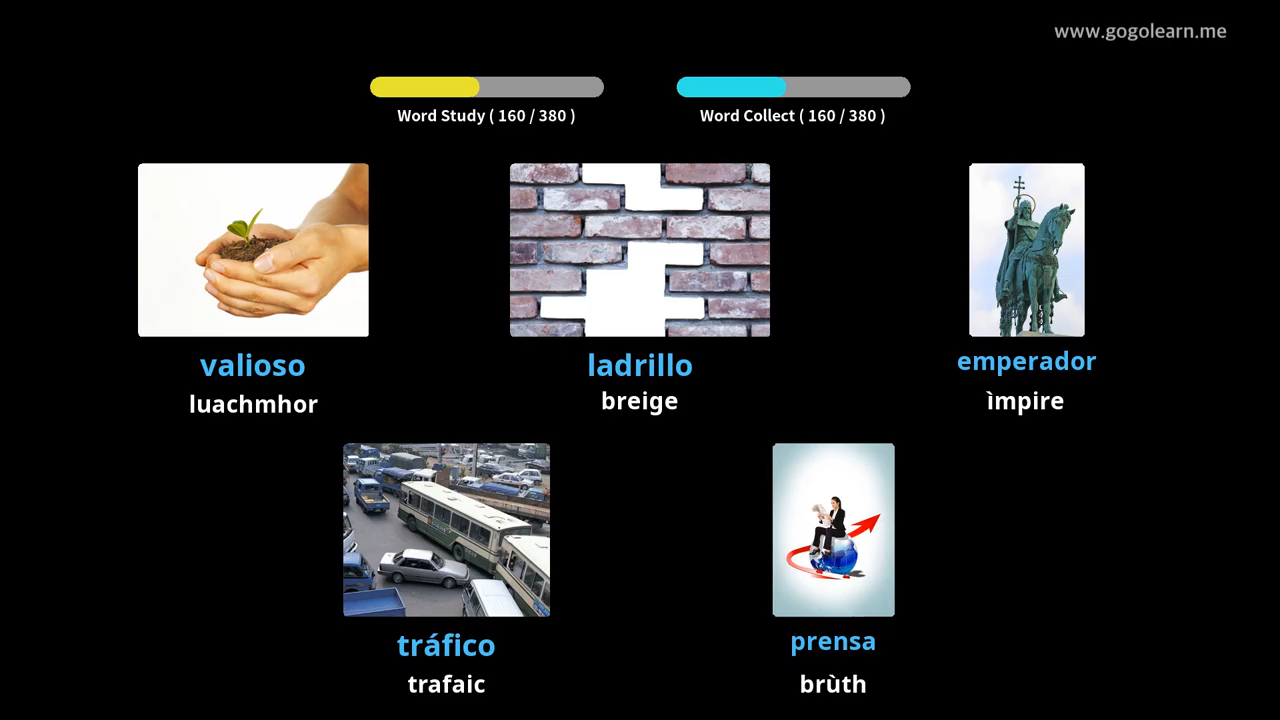 www.gogolearn.me
Word Study ( 160 / 380 )
Word Collect ( 160 / 380 )
valioso
luachmhor
ladrillo
breige
emperador
ìmpire
tráfico
trafaic
prensa
brùth